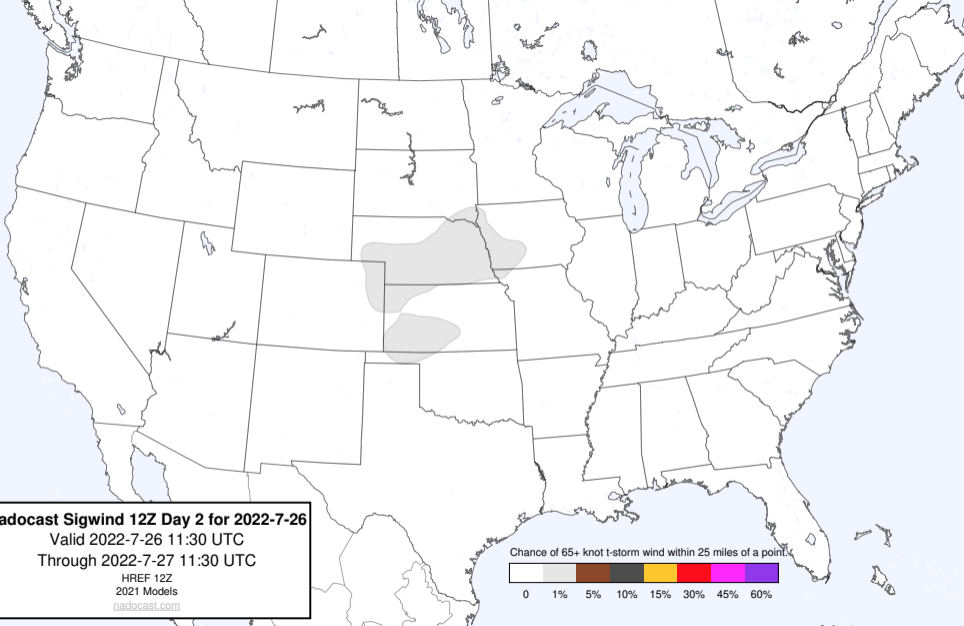 adocast Sigwind 12Z Day 2 for 2022-7-26
Valid 2022-7-26 11:30 UTC
Through 2022-7-27 11:30 UTC
HREF 12Z
2021 Models
nadocast.com
Chance of 65+ knot t-storm wind within 25 miles of a point.
0 1% 5% 10% 15% 30% 45% 60%